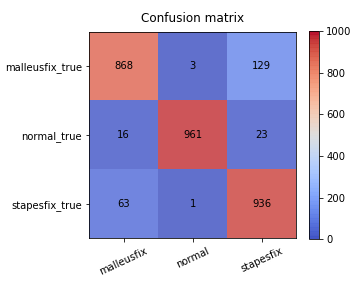 Confusion matrix
malleusfix_true 868 3 129
normal_true 16 961 23
stapesfix_true 63 1 936
malleusfix normal stapesfix
1000
800
600
400
200
0